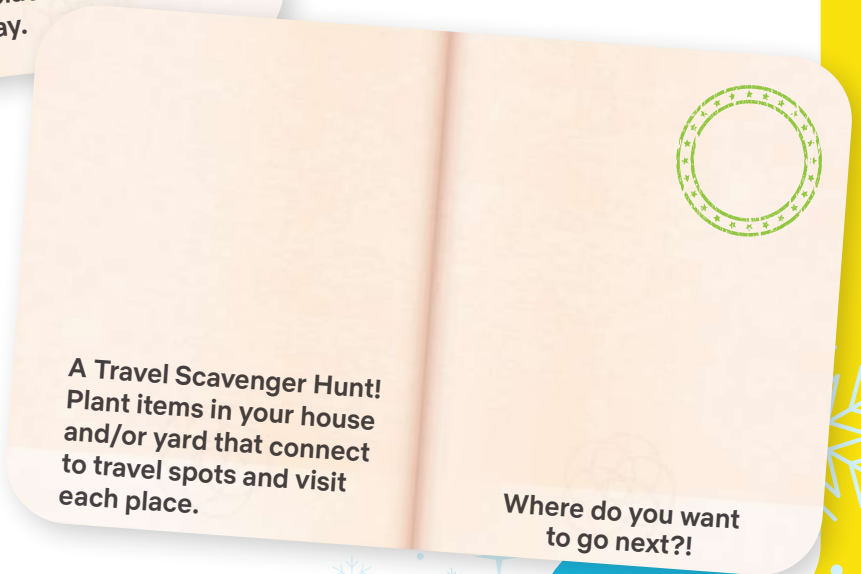 ay.
A Travel Scavenger Hunt!
Plant items in your house
and/or yard that connect
to travel spots and visit
each place.
Where do you want
to go next?!